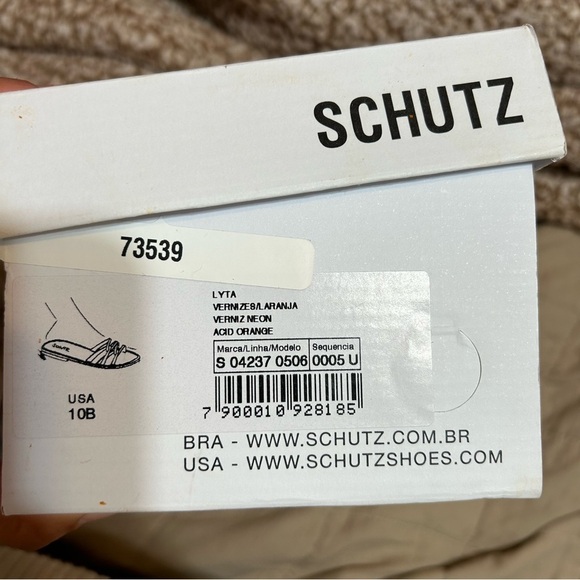 SCHUTZ
73539
LYTA
VERNIZES/LARANJA
VERNIZ NEON
ACID ORANGE
Marca/Linha/Modelo Sequencia
S 04237 0506 0005 U
7 900010 928185
USA
10B
BRA - WWW.SCHUTZ.COM.BR
USA - WWW.SCHUTZSHOES.COM